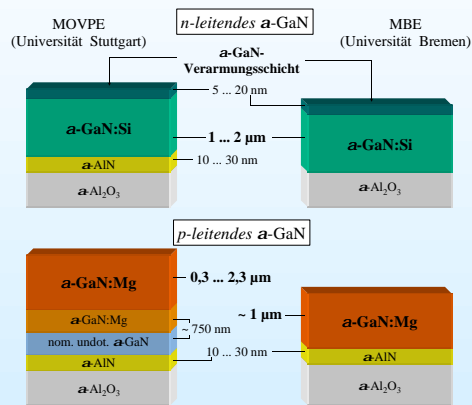 MOVPE
(Universität Stuttgart)
n-leitendes a-GaN
MBE
(Universität Bremen)
a-GaN-
Verarmungsschicht
5 ... 20 nm
a-GaN:Si
1 ... 2 µm
a-GaN:Si
a-AlN
10 ... 30 nm
a-Al₂O₃
a-Al₂O₃
p-leitendes a-GaN
a-GaN:Mg
0,3 ... 2,3 µm
a-GaN:Mg
~ 1 µm
a-GaN:Mg
~ 750 nm
nom. undot. a-GaN
a-AlN
10 ... 30 nm
a-AlN
a-Al₂O₃
a-Al₂O₃